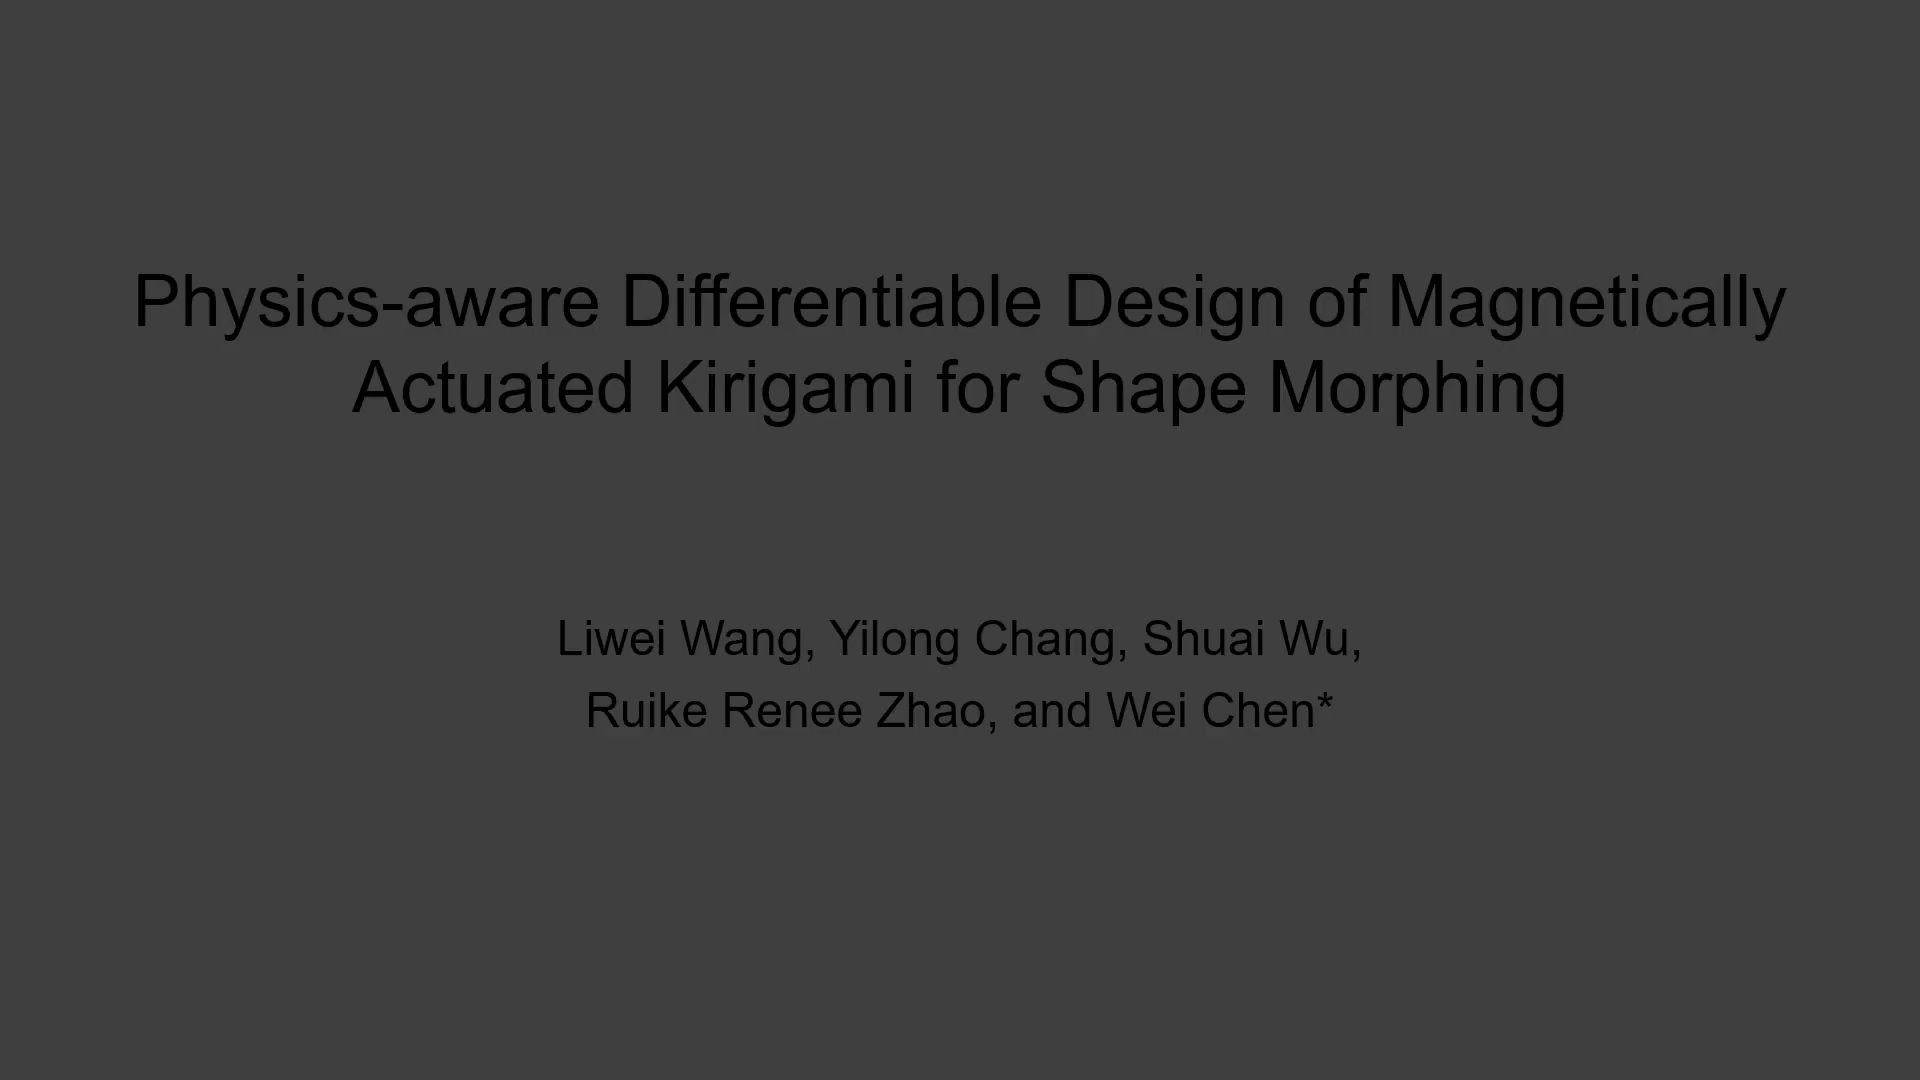 Physics-aware Differentiable Design of Magnetically
Actuated Kirigami for Shape Morphing
Liwei Wang, Yilong Chang, Shuai Wu,
Ruike Renee Zhao, and Wei Chen*